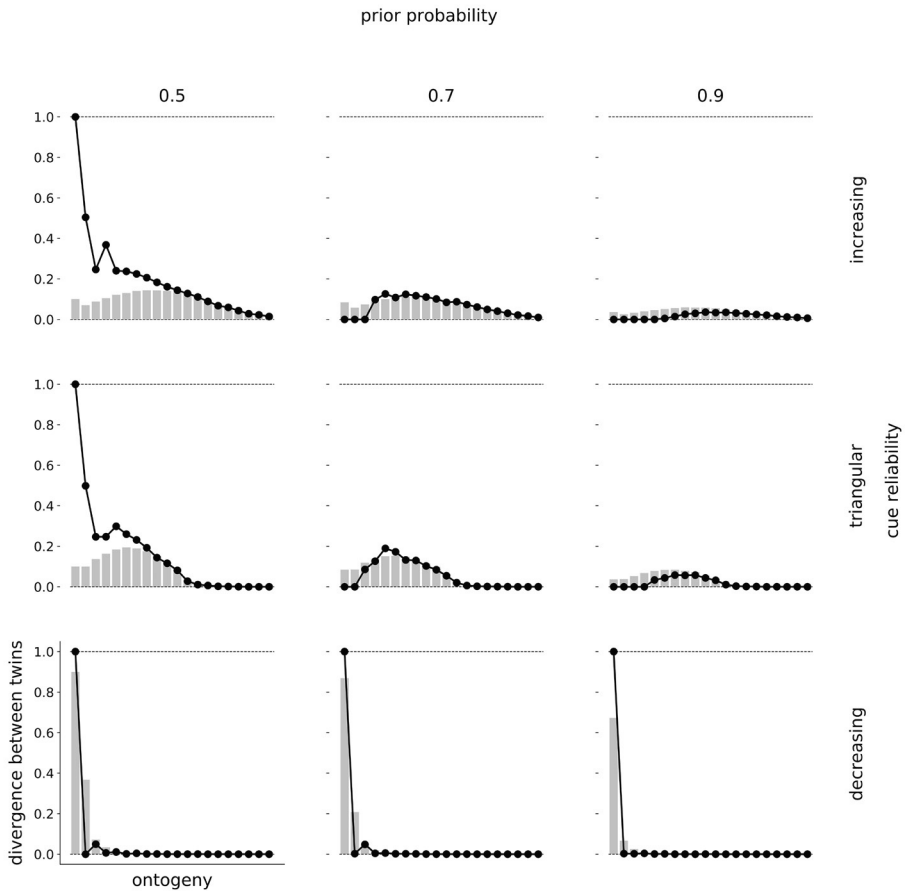 prior probability
0.5 0.7 0.9
1.0
0.8
0.6
0.4
0.2
0.0
increasing
1.0
0.8
0.6
0.4
0.2
0.0
triangular
cue reliability
1.0
0.8
0.6
0.4
0.2
0.0
divergence between twins
decreasing
ontogeny